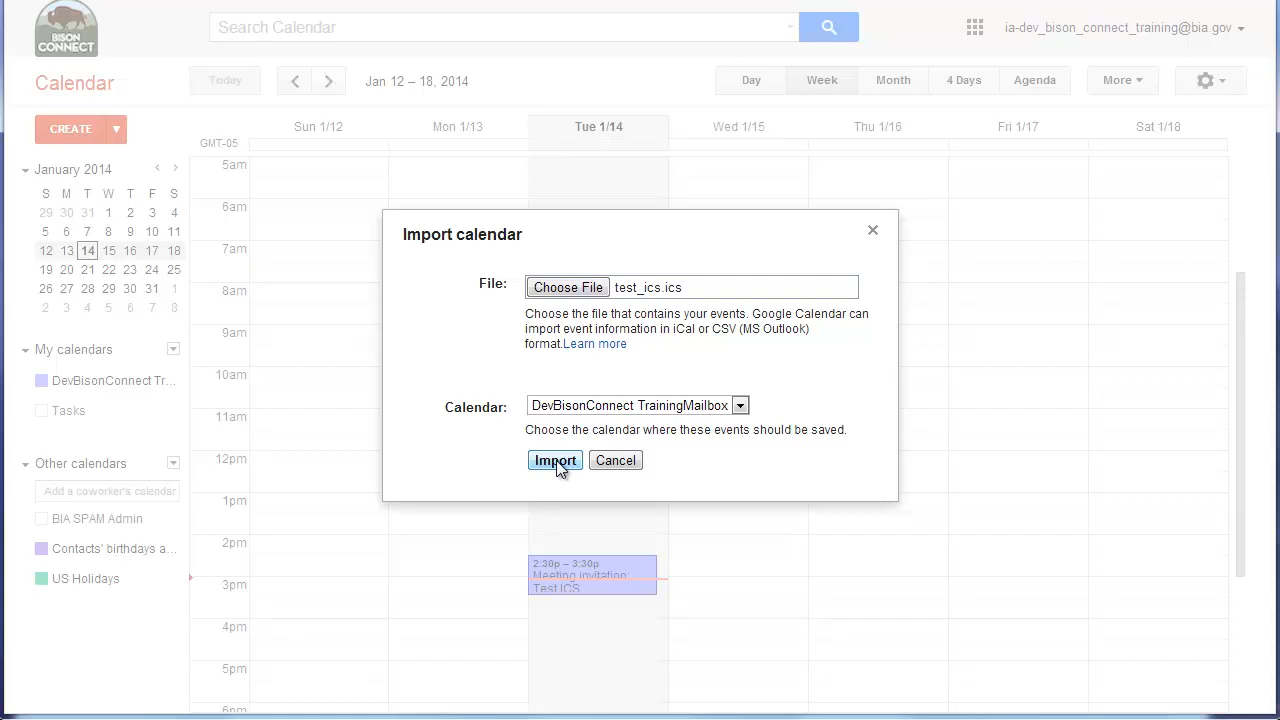 BISON
CONNECT
Search Calendar
ia-dev_bison_connect_training@bia.gov
Calendar
Today
Jan 12 – 18, 2014
Day
Week
Month
4 Days
Agenda
More
CREATE
Sun 1/12
Mon 1/13
Tue 1/14
Wed 1/15
Thu 1/16
Fri 1/17
Sat 1/18
GMT-05
January 2014
S M T W T F S
29 30 31 1 2 3 4
5 6 7 8 9 10 11
12 13 14 15 16 17 18
19 20 21 22 23 24 25
26 27 28 29 30 31 1
2 3 4 5 6 7 8
My calendars
DevBisonConnect Tr...
Tasks
Other calendars
Add a coworker's calendar
BIA SPAM Admin
Contacts' birthdays a...
US Holidays
5am
6am
7am
8am
9am
10am
11am
12pm
1pm
2pm
3pm
4pm
5pm
6pm
Import calendar
File:
Choose File test_ics.ics
Choose the file that contains your events. Google Calendar can
import event information in iCal or CSV (MS Outlook)
format.Learn more
Calendar:
DevBisonConnect TrainingMailbox
Choose the calendar where these events should be saved.
Import
Cancel
2:30p – 3:30p
Meeting invitation:
Test ICS